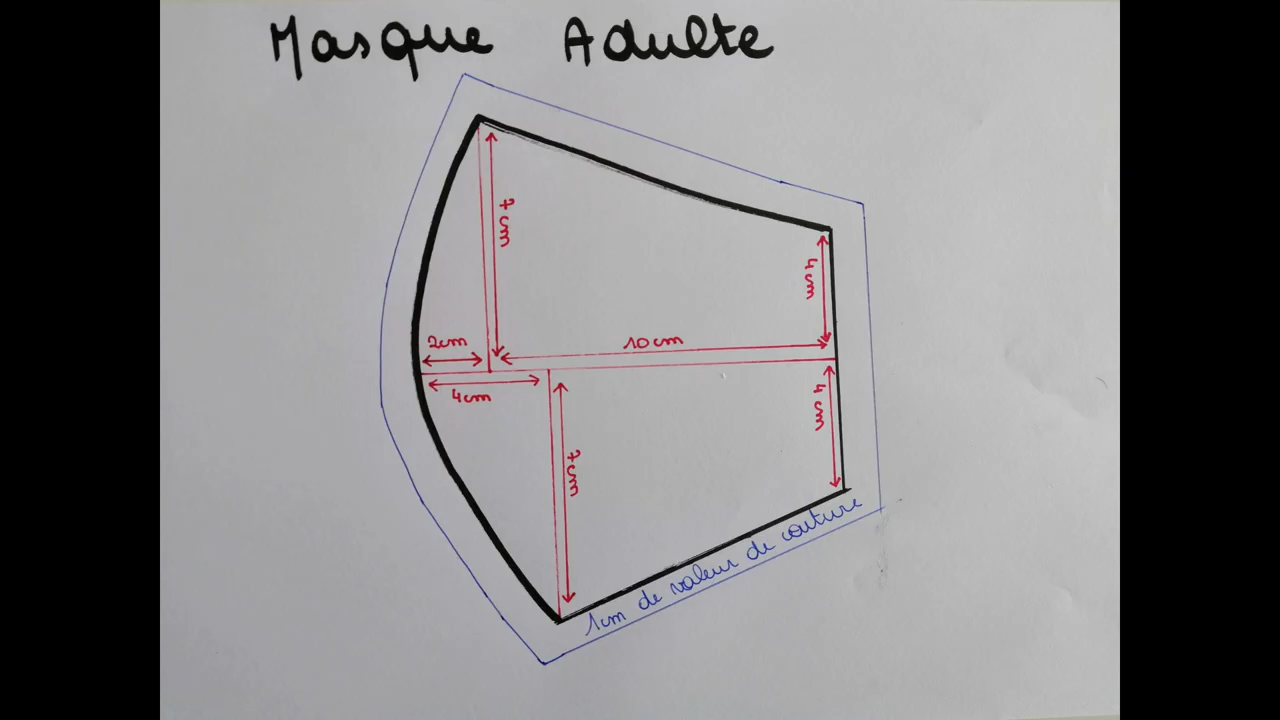 Masque Adulte
7cm
4cm
2cm
10cm
4cm
4cm
7cm
1cm de valeur de couture